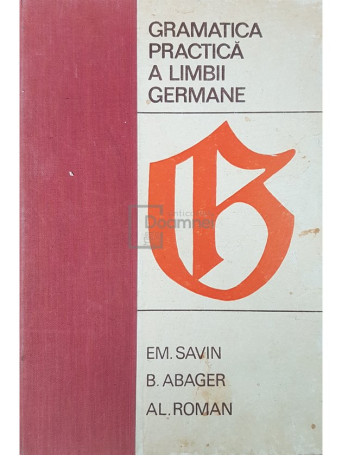 GRAMATICA
PRACTICĂ
A LIMBII
GERMANE
G
EM. SAVIN
B. ABAGER
AL. ROMAN